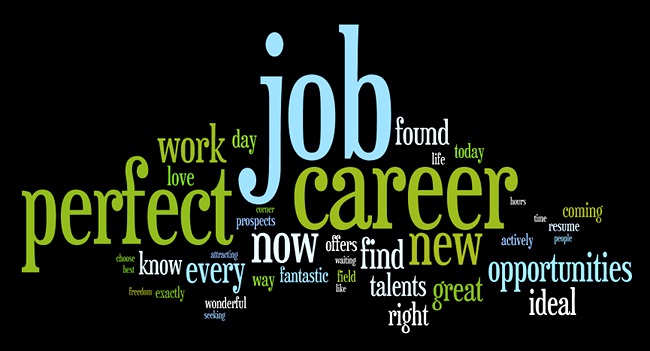 job
found
work
day
life
today
love
perfect
career
hours
corner
prospects
time
coming
resume
people
now
offers
find
new
actively
choose
best
know
attracting
every
way
fantastic
waiting
field
like
talents
great
opportunities
freedom
exactly
wonderful
seeking
right
ideal